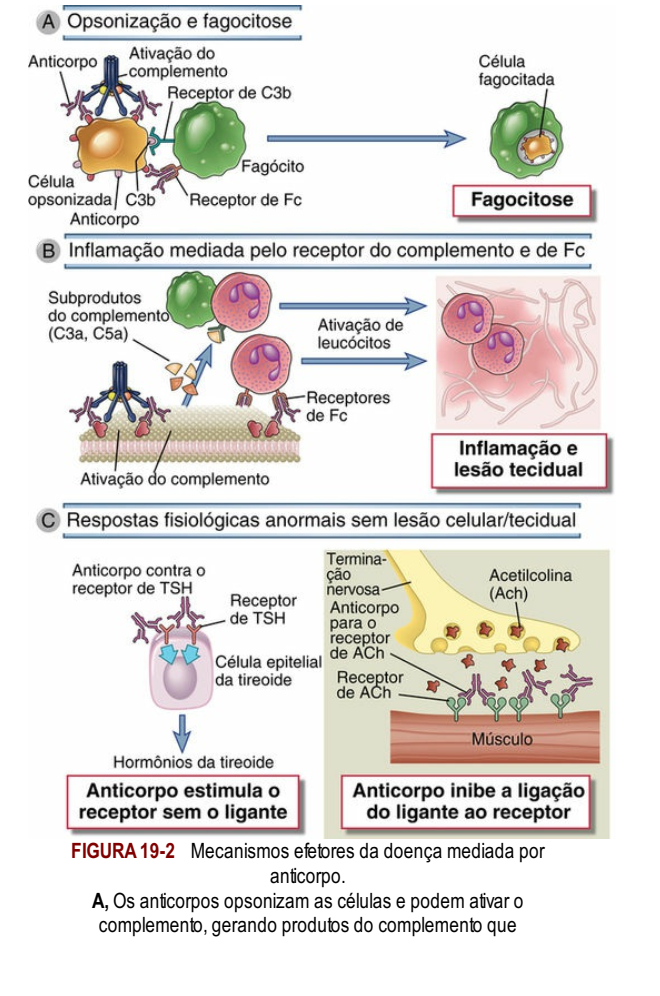 A Opsonização e fagocitose
Anticorpo
Ativação do
complemento
Receptor de C3b
Fagócito
Célula
opsonizada
C3b
Receptor de Fc
Anticorpo
Célula
fagocitada
Fagocitose
B Inflamação mediada pelo receptor do complemento e de Fc
Subprodutos
do complemento
(C3a, C5a)
Ativação de
leucócitos
Receptores
de Fc
Ativação do complemento
Inflamação e
lesão tecidual
C Respostas fisiológicas anormais sem lesão celular/tecidual
Anticorpo contra o
receptor de TSH
Receptor
de TSH
Célula epitelial
da tireoide
Hormônios da tireoide
Anticorpo estimula o
receptor sem o ligante
Termina-
ção
nervosa
Acetilcolina
(Ach)
Anticorpo
para o
receptor
de ACh
Receptor
de ACh
Músculo
Anticorpo inibe a ligação
do ligante ao receptor
FIGURA 19-2 Mecanismos efetores da doença mediada por
anticorpo.
A, Os anticorpos opsonizam as células e podem ativar o
complemento, gerando produtos do complemento que